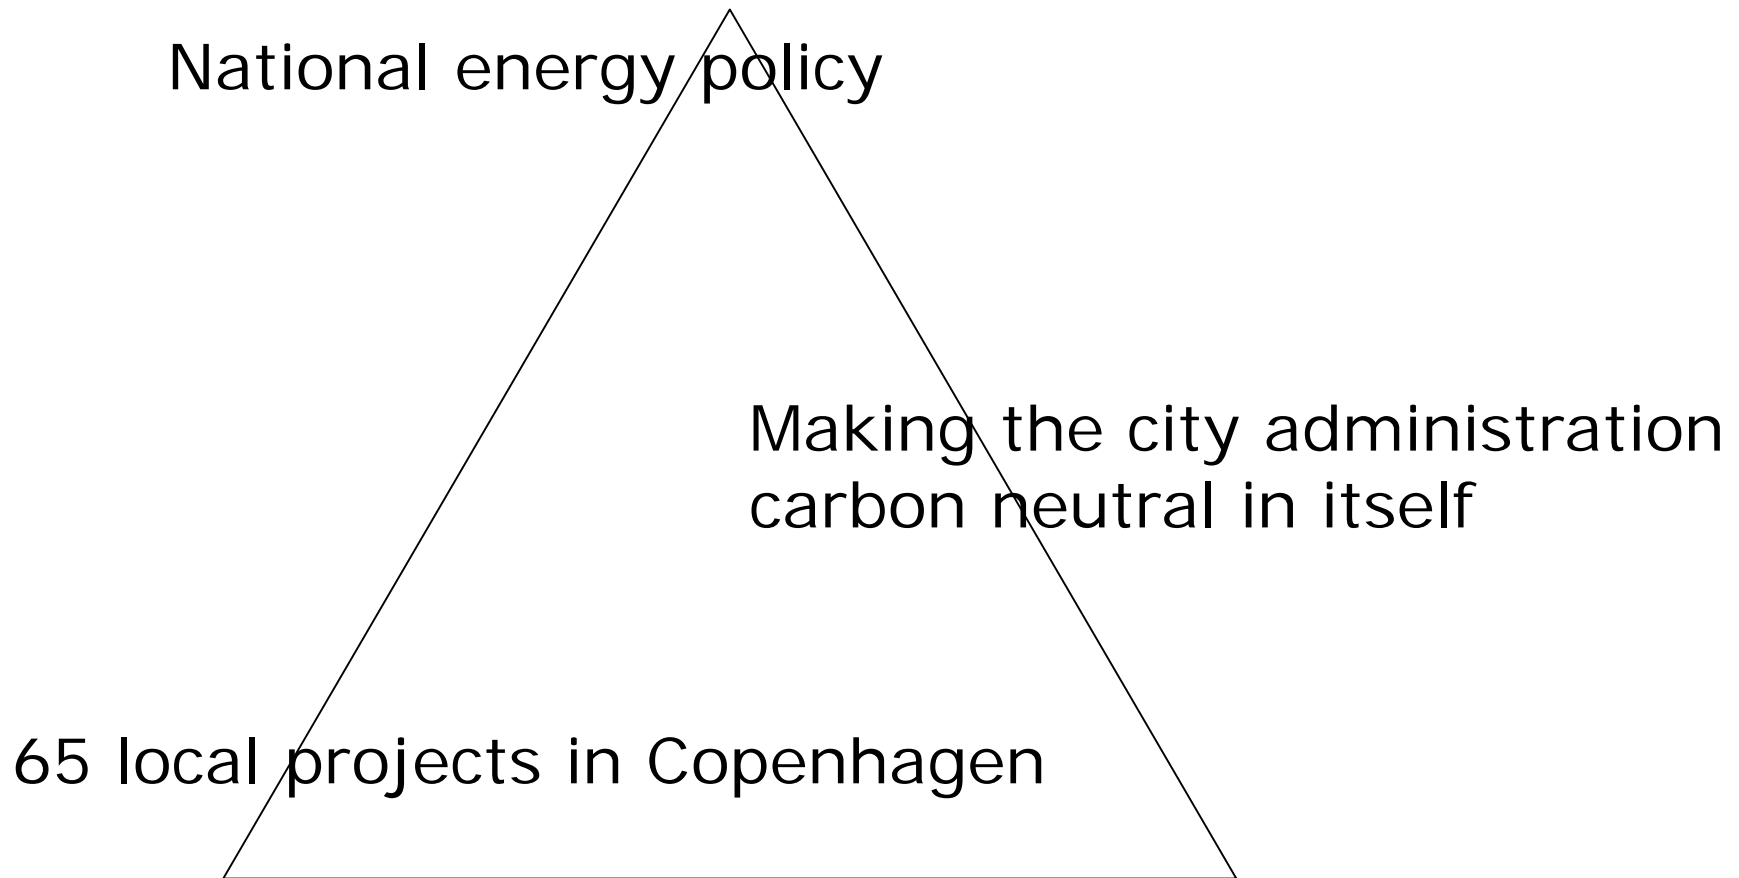 National energy policy
Making the city administration
carbon neutral in itself
65 local projects in Copenhagen